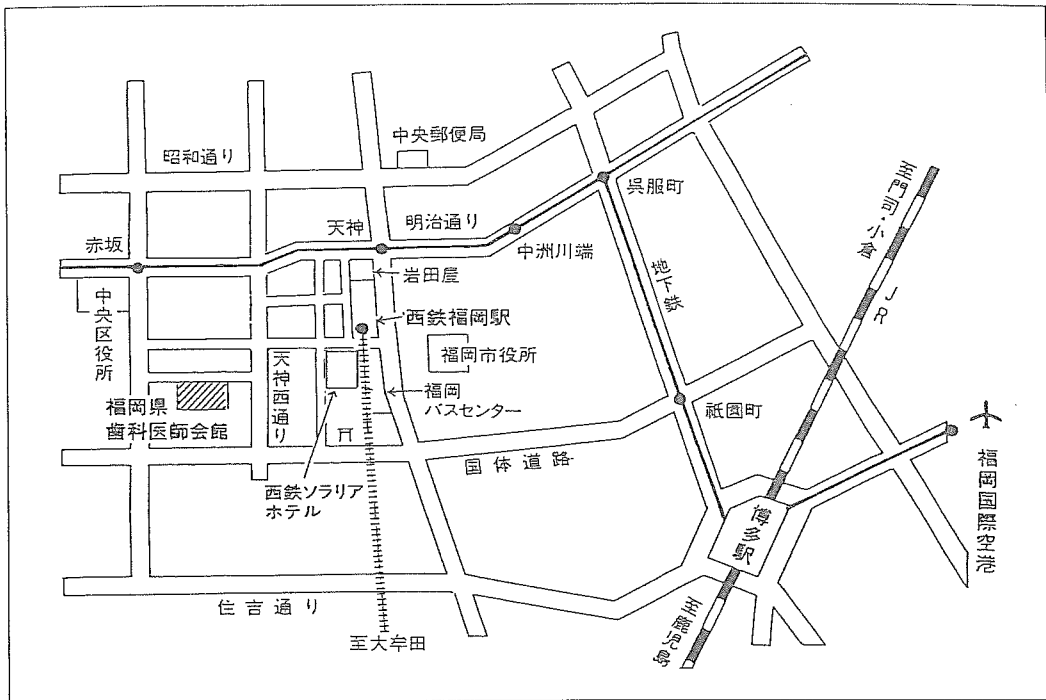 中央郵便局
昭和通り
呉服町
至門司・小倉
天神
明治通り
赤坂
中洲川端
岩田屋
地下鉄
JR
中央区役所
西鉄福岡駅
福岡市役所
天神西通り
福岡
バスセンター
祇園町
福岡県
歯科医師会館
国体道路
福岡国際空港
西鉄ソラリア
ホテル
博多駅
住吉通り
至鹿児島
至大牟田